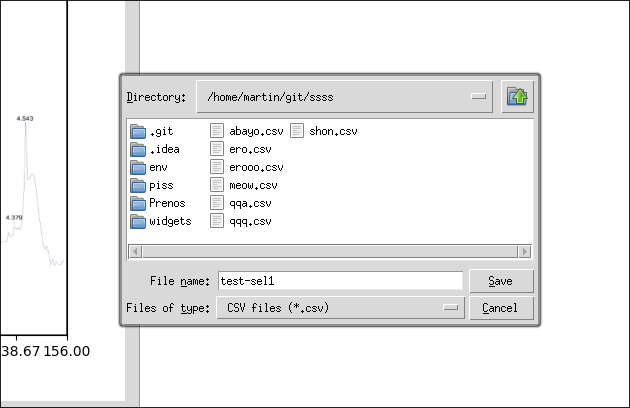 4.543
4.379
38.67 156.00
Directory: /home/martin/git/ssss
.git abayo.csv shon.csv
.idea ero.csv
env erooo.csv
piss meow.csv
Prenos qqa.csv
widgets qqq.csv
File name: test-sel1 Save
Files of type: CSV files (*.csv) Cancel